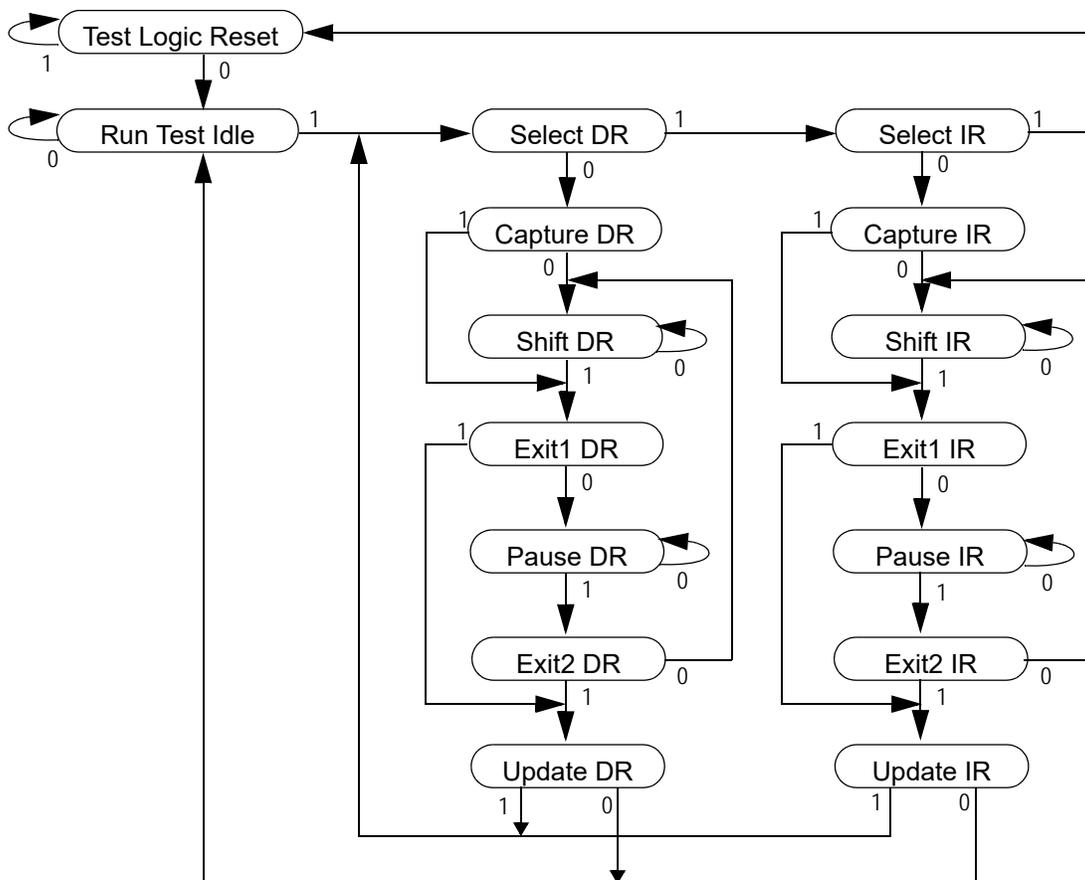 Test Logic Reset
1
0
Run Test Idle
1
0
Select DR
1
0
Select IR
1
0
Capture DR
1
0
Capture IR
1
0
Shift DR
0
1
Shift IR
0
1
Exit1 DR
1
0
Exit1 IR
1
0
Pause DR
0
1
Pause IR
0
1
Exit2 DR
0
1
Exit2 IR
0
1
Update DR
1
0
Update IR
1
0